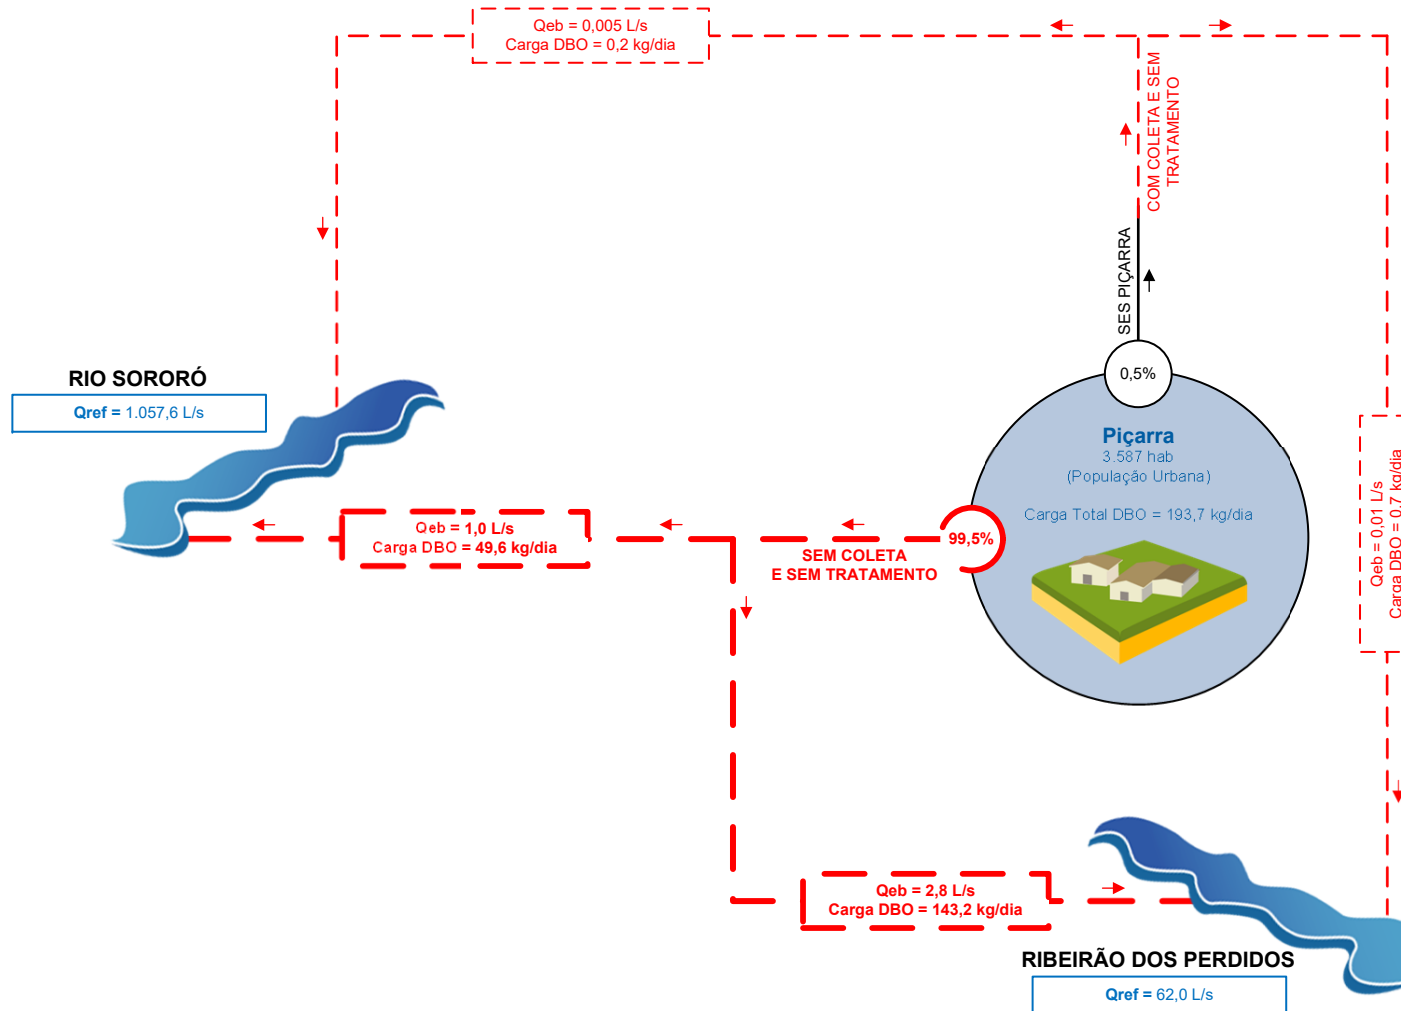 Qeb = 0,005 L/s
Carga DBO = 0,2 kg/dia
COM COLETA E SEM
TRATAMENTO
SES PIÇARRA
0,5%
RIO SORORÓ
Qref = 1.057,6 L/s
Piçarra
3.587 hab
(População Urbana)
Carga Total DBO = 193,7 kg/dia
Qeb = 0,01 L/s
Carga DBO = 0,7 kg/dia
Qeb = 1,0 L/s
Carga DBO = 49,6 kg/dia
99,5%
SEM COLETA
E SEM TRATAMENTO
Qeb = 2,8 L/s
Carga DBO = 143,2 kg/dia
RIBEIRÃO DOS PERDIDOS
Qref = 62,0 L/s